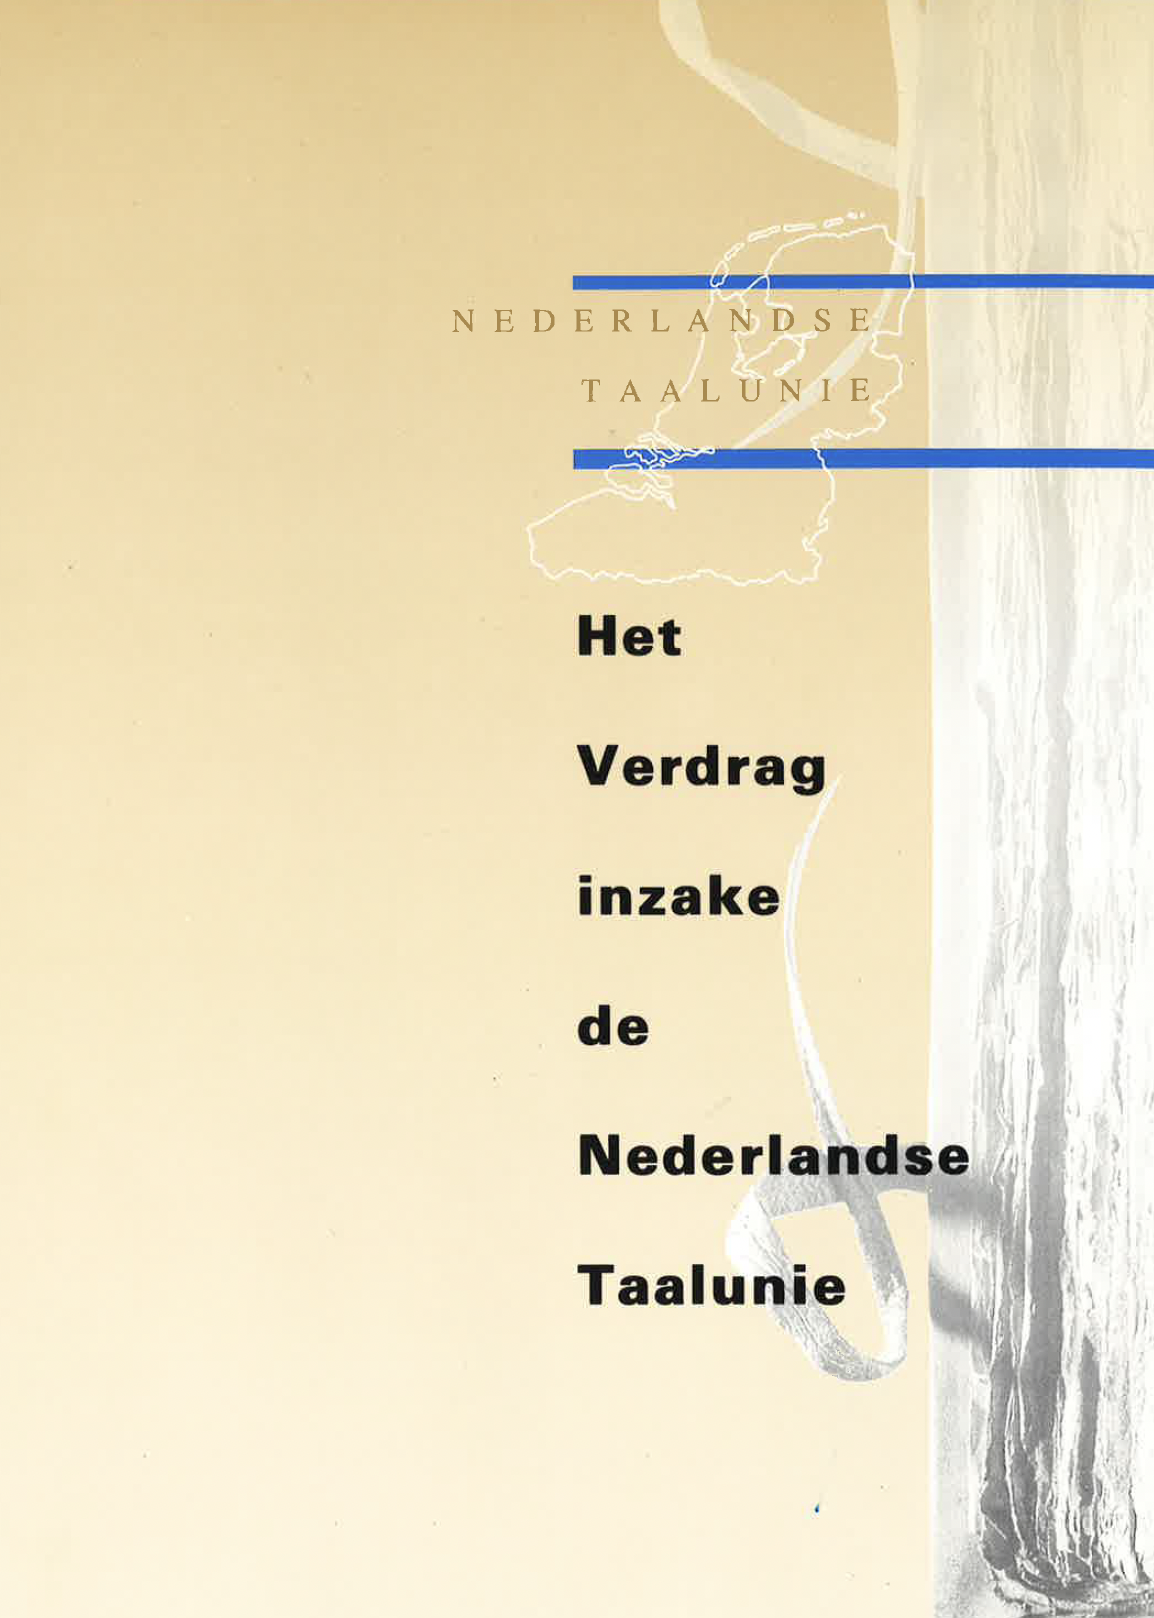 NEDERLANDSE
TAALUNIE
Het
Verdrag
inzake
de
Nederlandse
Taalunie